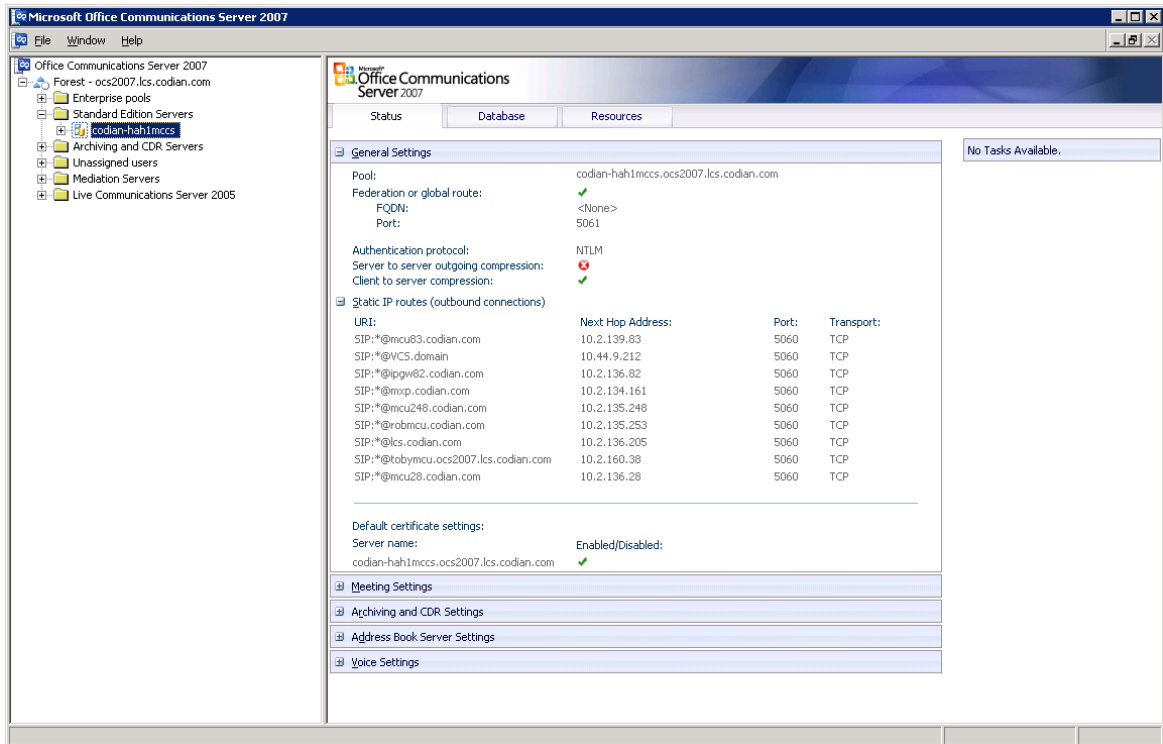 Microsoft Office Communications Server 2007
File Window Help
Office Communications Server 2007
Forest - ocs2007.lcs.codian.com
Enterprise pools
Standard Edition Servers
codian-hah1mccs
Archiving and CDR Servers
Unassigned users
Mediation Servers
Live Communications Server 2005
Microsoft
Office Communications
Server 2007
Status Database Resources
General Settings
No Tasks Available.
Pool: codian-hah1mccs.ocs2007.lcs.codian.com
Federation or global route:
FQDN: <None>
Port: 5061
Authentication protocol: NTLM
Server to server outgoing compression:
Client to server compression:
Static IP routes (outbound connections)
URI: Next Hop Address: Port: Transport:
SIP:*@mcu83.codian.com 10.2.139.83 5060 TCP
SIP:*@VCS.domain 10.44.9.212 5060 TCP
SIP:*@ipgw82.codian.com 10.2.136.82 5060 TCP
SIP:*@mxp.codian.com 10.2.134.161 5060 TCP
SIP:*@mcu248.codian.com 10.2.135.248 5060 TCP
SIP:*@robmcu.codian.com 10.2.135.253 5060 TCP
SIP:*@lcs.codian.com 10.2.136.205 5060 TCP
SIP:*@tobymcu.ocs2007.lcs.codian.com 10.2.160.38 5060 TCP
SIP:*@mcu28.codian.com 10.2.136.28 5060 TCP
Default certificate settings:
Server name: Enabled/Disabled:
codian-hah1mccs.ocs2007.lcs.codian.com
Meeting Settings
Archiving and CDR Settings
Address Book Server Settings
Voice Settings